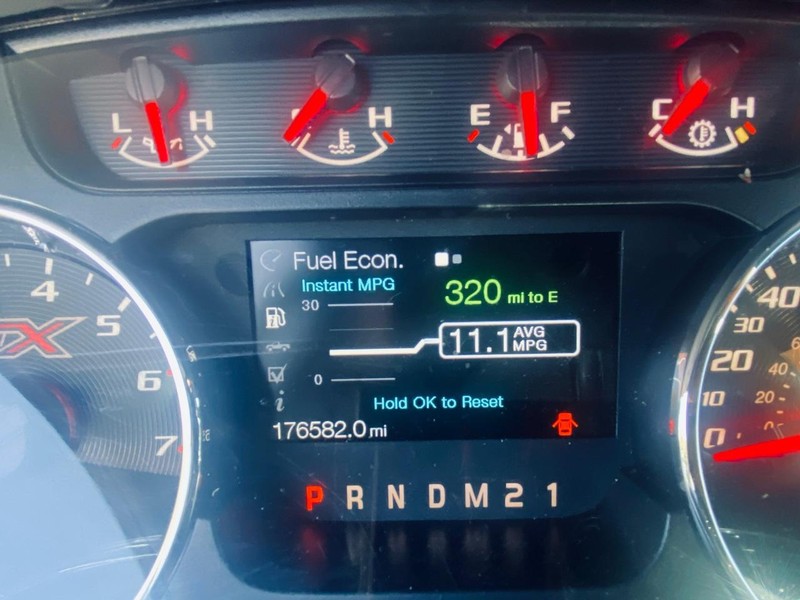 L H H E F C H
Fuel Econ.
Instant MPG
320 mi to E
30
11.1 AVG MPG
0
Hold OK to Reset
176582.0 mi
P R N D M 2 1
4
5
6
7
TX
40
30
20
10
0
40
20